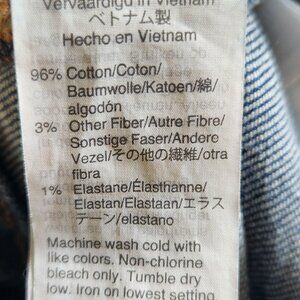 Vervaardigd in Vietnam
ベトナム製
Hecho en Vietnam
96% Cotton/Coton/
Baumwolle/Katoen/綿/
algodón
3% Other Fiber/Autre Fibre/
Sonstige Faser/Andere
Vezel/その他の繊維/otra
fibra
1% Elastane/Élasthanne/
Elastan/Elastaan/エラス
テーン/elastano
Machine wash cold with
like colors. Non-chlorine
bleach only. Tumble dry
low. Iron on lowest setting